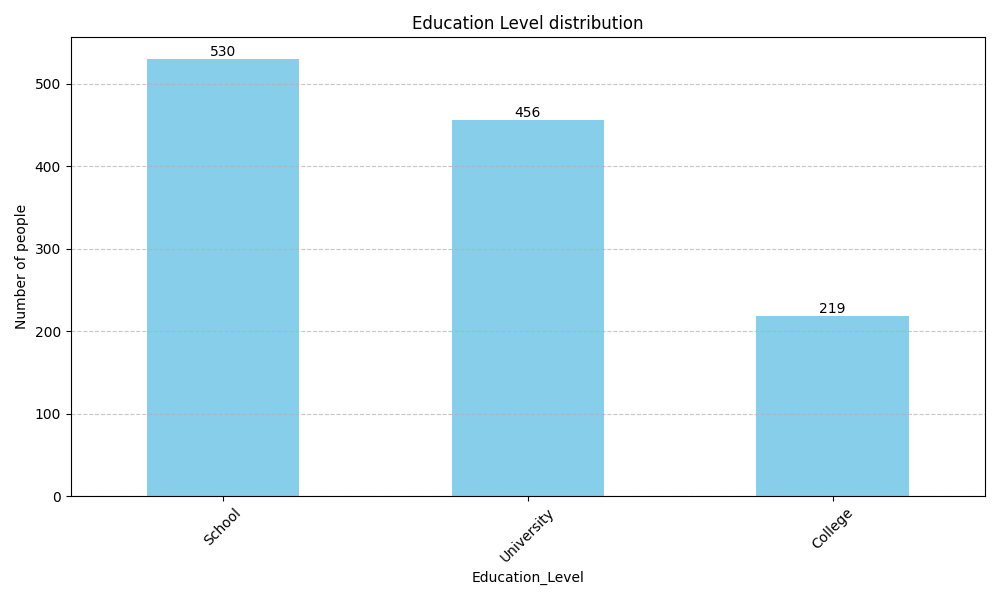 Education Level distribution
530
456
219
500
400
300
200
100
0
Number of people
School
University
College
Education_Level